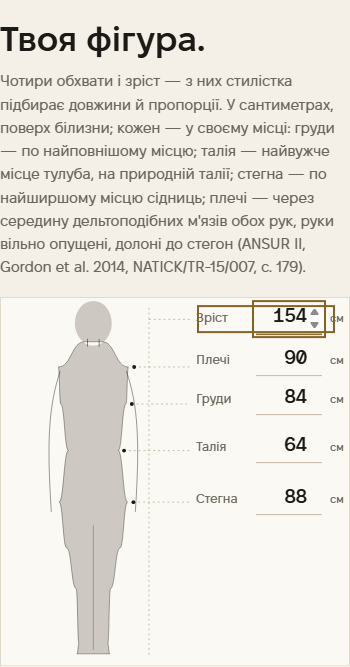 Твоя фігура.
Чотири обхвати і зріст — з них стилістка
підбирає довжини й пропорції. У сантиметрах,
поверх білизни; кожен — у своєму місці: груди
— по найповнішому місцю; талія — найвужче
місце тулуба, на природній талії; стегна — по
найширшому місцю сідниць; плечі — через
середину дельтоподібних м'язів обох рук, руки
вільно опущені, долоні до стегон (ANSUR II,
Gordon et al. 2014, NATICK/TR-15/007, с. 179).
Зріст 154 см
Плечі 90 см
Груди 84 см
Талія 64 см
Стегна 88 см